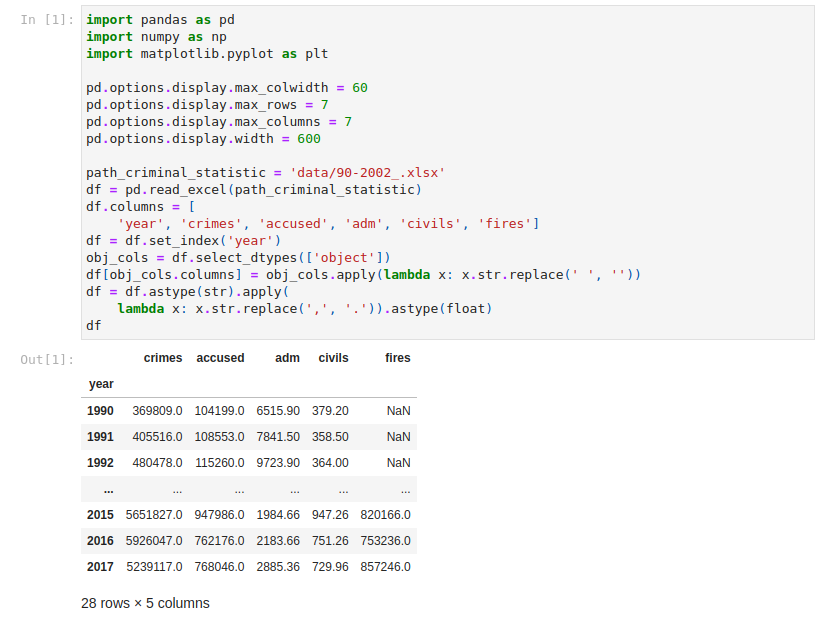 In [1]: import pandas as pd
import numpy as np
import matplotlib.pyplot as plt
pd.options.display.max_colwidth = 60
pd.options.display.max_rows = 7
pd.options.display.max_columns = 7
pd.options.display.width = 600
path_criminal_statistic = 'data/90-2002_.xlsx'
df = pd.read_excel(path_criminal_statistic)
df.columns = [
    'year', 'crimes', 'accused', 'adm', 'civils', 'fires']
df = df.set_index('year')
obj_cols = df.select_dtypes(['object'])
df[obj_cols.columns] = obj_cols.apply(lambda x: x.str.replace(' ', ''))
df = df.astype(str).apply(
    lambda x: x.str.replace(',', '.')).astype(float)
df
Out[1]: crimes accused adm civils fires
year
1990 369809.0 104199.0 6515.90 379.20 NaN
1991 405516.0 108553.0 7841.50 358.50 NaN
1992 480478.0 115260.0 9723.90 364.00 NaN
... ... ... ... ... ...
2015 5651827.0 947986.0 1984.66 947.26 820166.0
2016 5926047.0 762176.0 2183.66 751.26 753236.0
2017 5239117.0 768046.0 2885.36 729.96 857246.0
28 rows × 5 columns